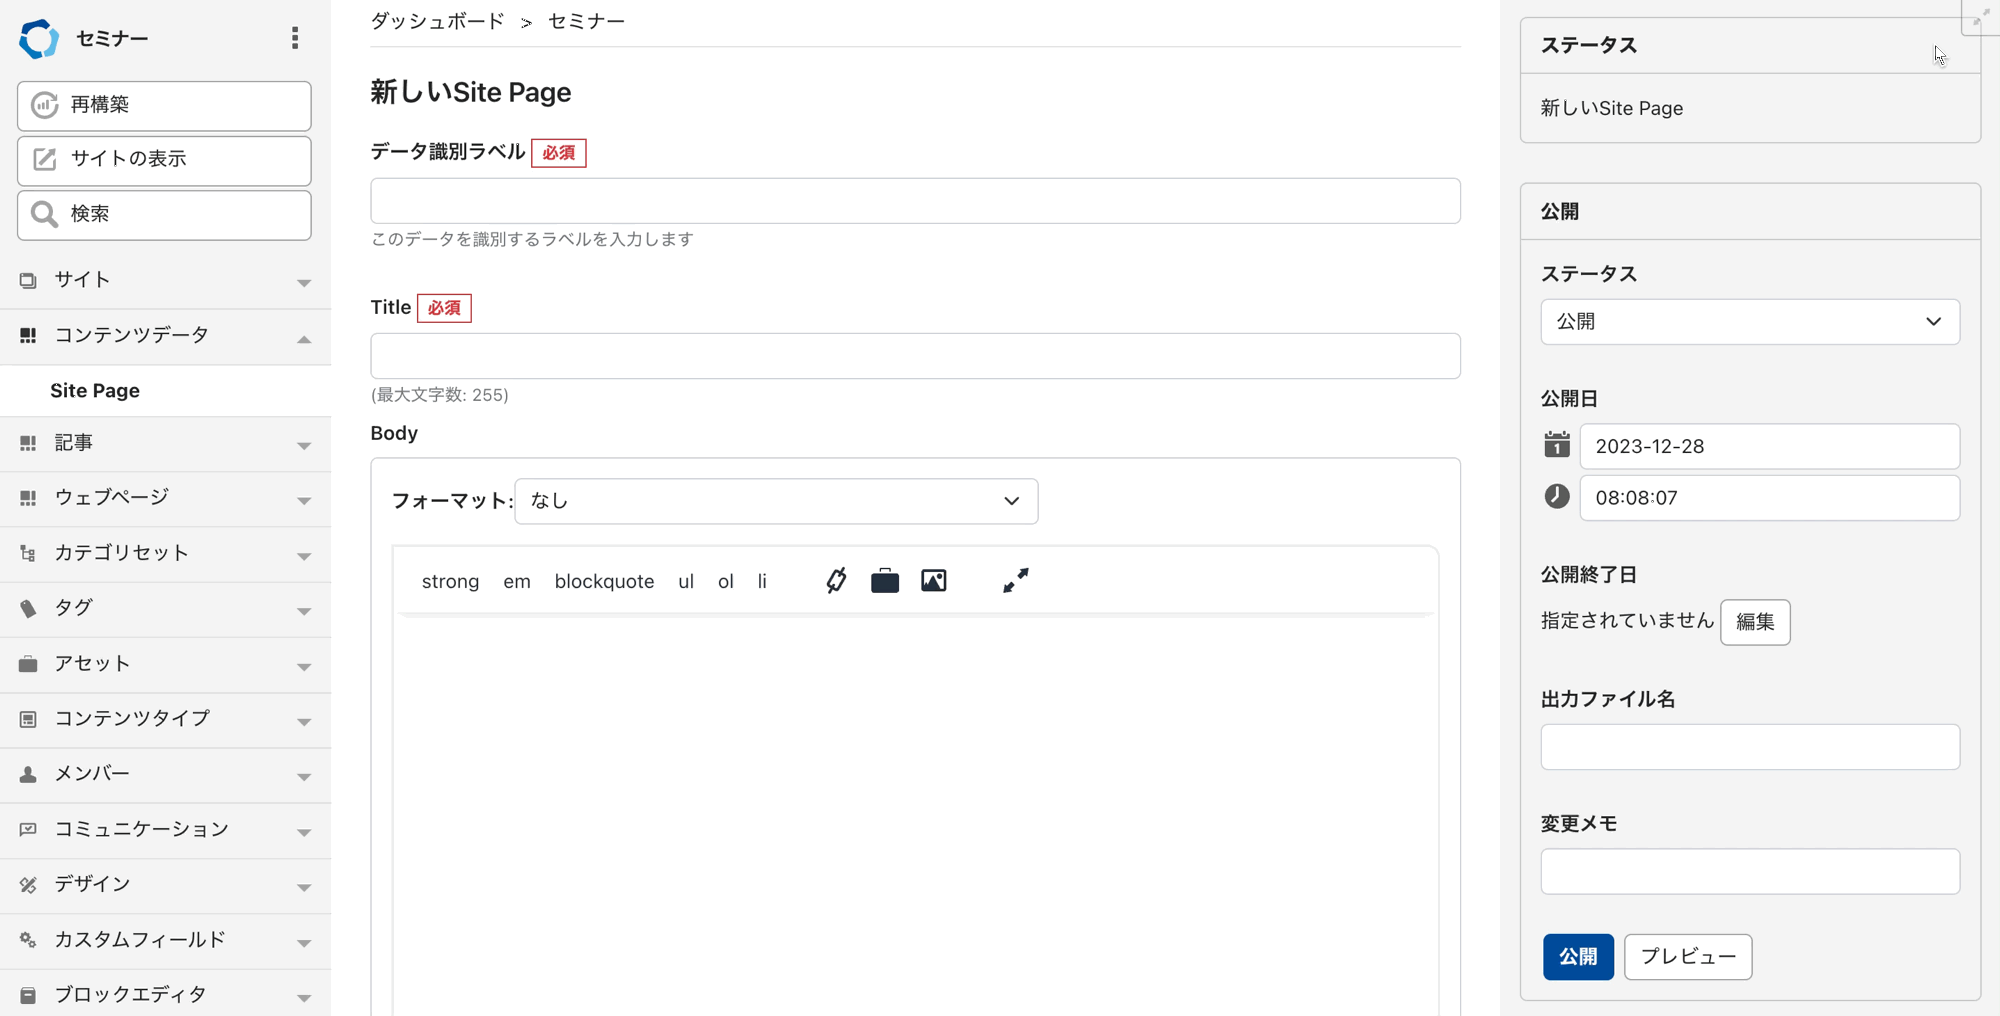 セミナー
再構築
サイトの表示
検索
サイト
コンテンツデータ
Site Page
記事
ウェブページ
カテゴリセット
タグ
アセット
コンテンツタイプ
メンバー
コミュニケーション
デザイン
カスタムフィールド
ブロックエディタ
ダッシュボード > セミナー
新しいSite Page
データ識別ラベル 必須
このデータを識別するラベルを入力します
Title 必須
(最大文字数: 255)
Body
フォーマット: なし
strong em blockquote ul ol li
ステータス
新しいSite Page
公開
ステータス
公開
公開日
1 2023-12-28
08:08:07
公開終了日
指定されていません 編集
出力ファイル名
変更メモ
公開 プレビュー